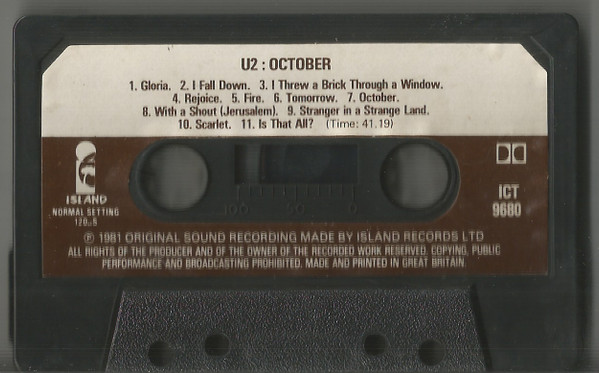 U2 : OCTOBER
1. Gloria. 2. I Fall Down. 3. I Threw a Brick Through a Window.
4. Rejoice. 5. Fire. 6. Tomorrow. 7. October.
8. With a Shout (Jerusalem). 9. Stranger in a Strange Land.
10. Scarlet. 11. Is That All? (Time: 41.19)
ISLAND
NORMAL SETTING
120µS
100 50 0
ICT
9680
℗ 1981 ORIGINAL SOUND RECORDING MADE BY ISLAND RECORDS LTD
ALL RIGHTS OF THE PRODUCER AND OF THE OWNER OF THE RECORDED WORK RESERVED. COPYING, PUBLIC
PERFORMANCE AND BROADCASTING PROHIBITED. MADE AND PRINTED IN GREAT BRITAIN.